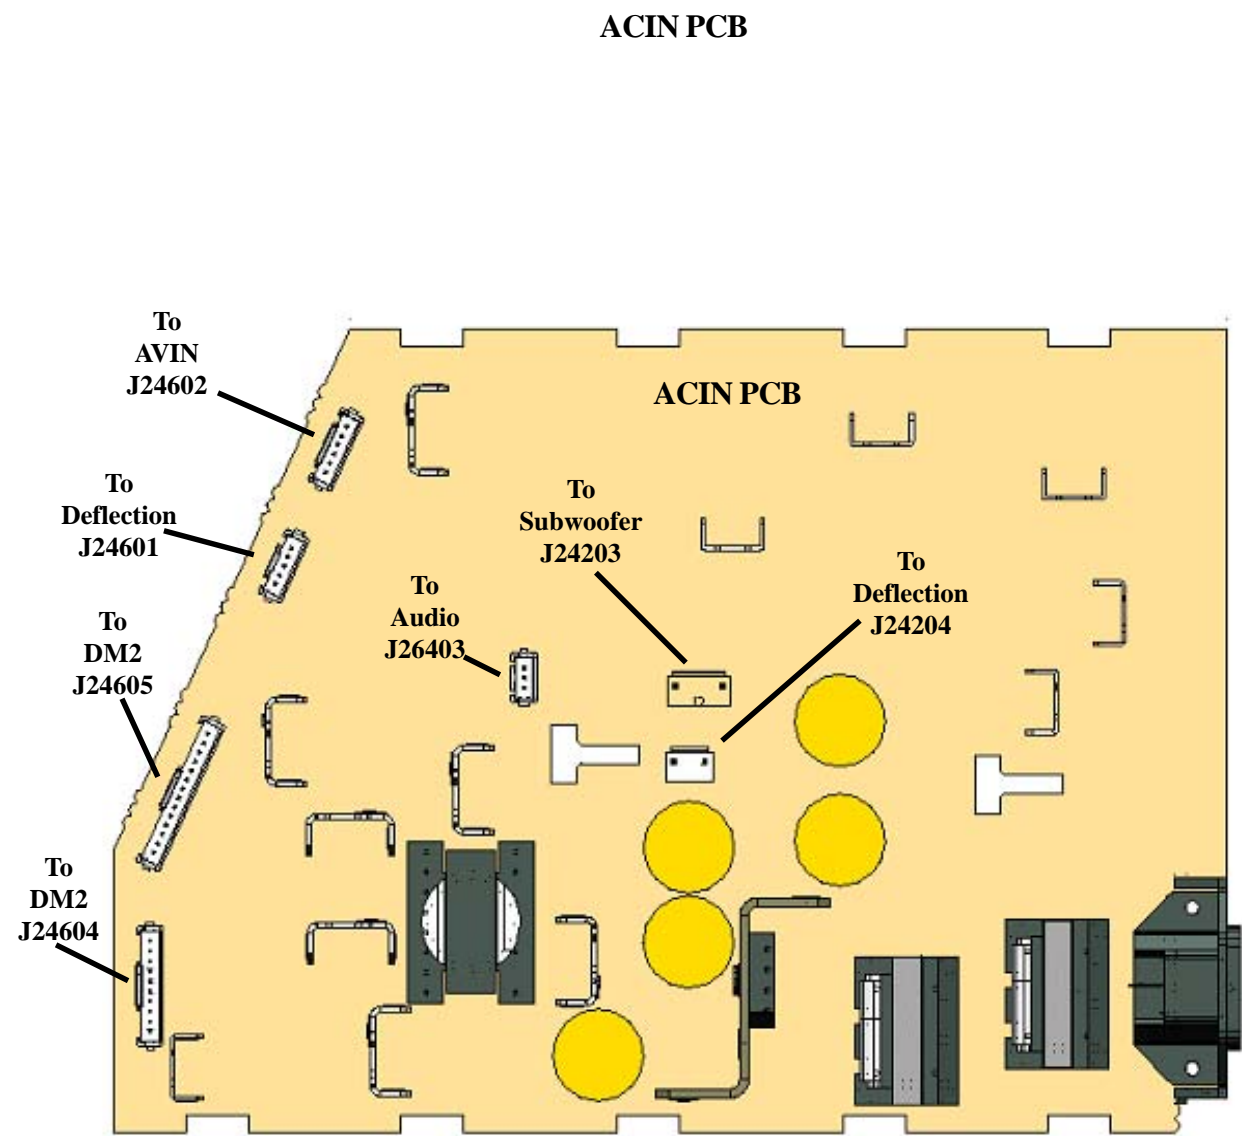 ACIN PCB
To
AVIN
J24602
ACIN PCB
To
Deflection
J24601
To
Subwoofer
J24203
To
Deflection
J24204
To
Audio
J26403
To
DM2
J24605
To
DM2
J24604